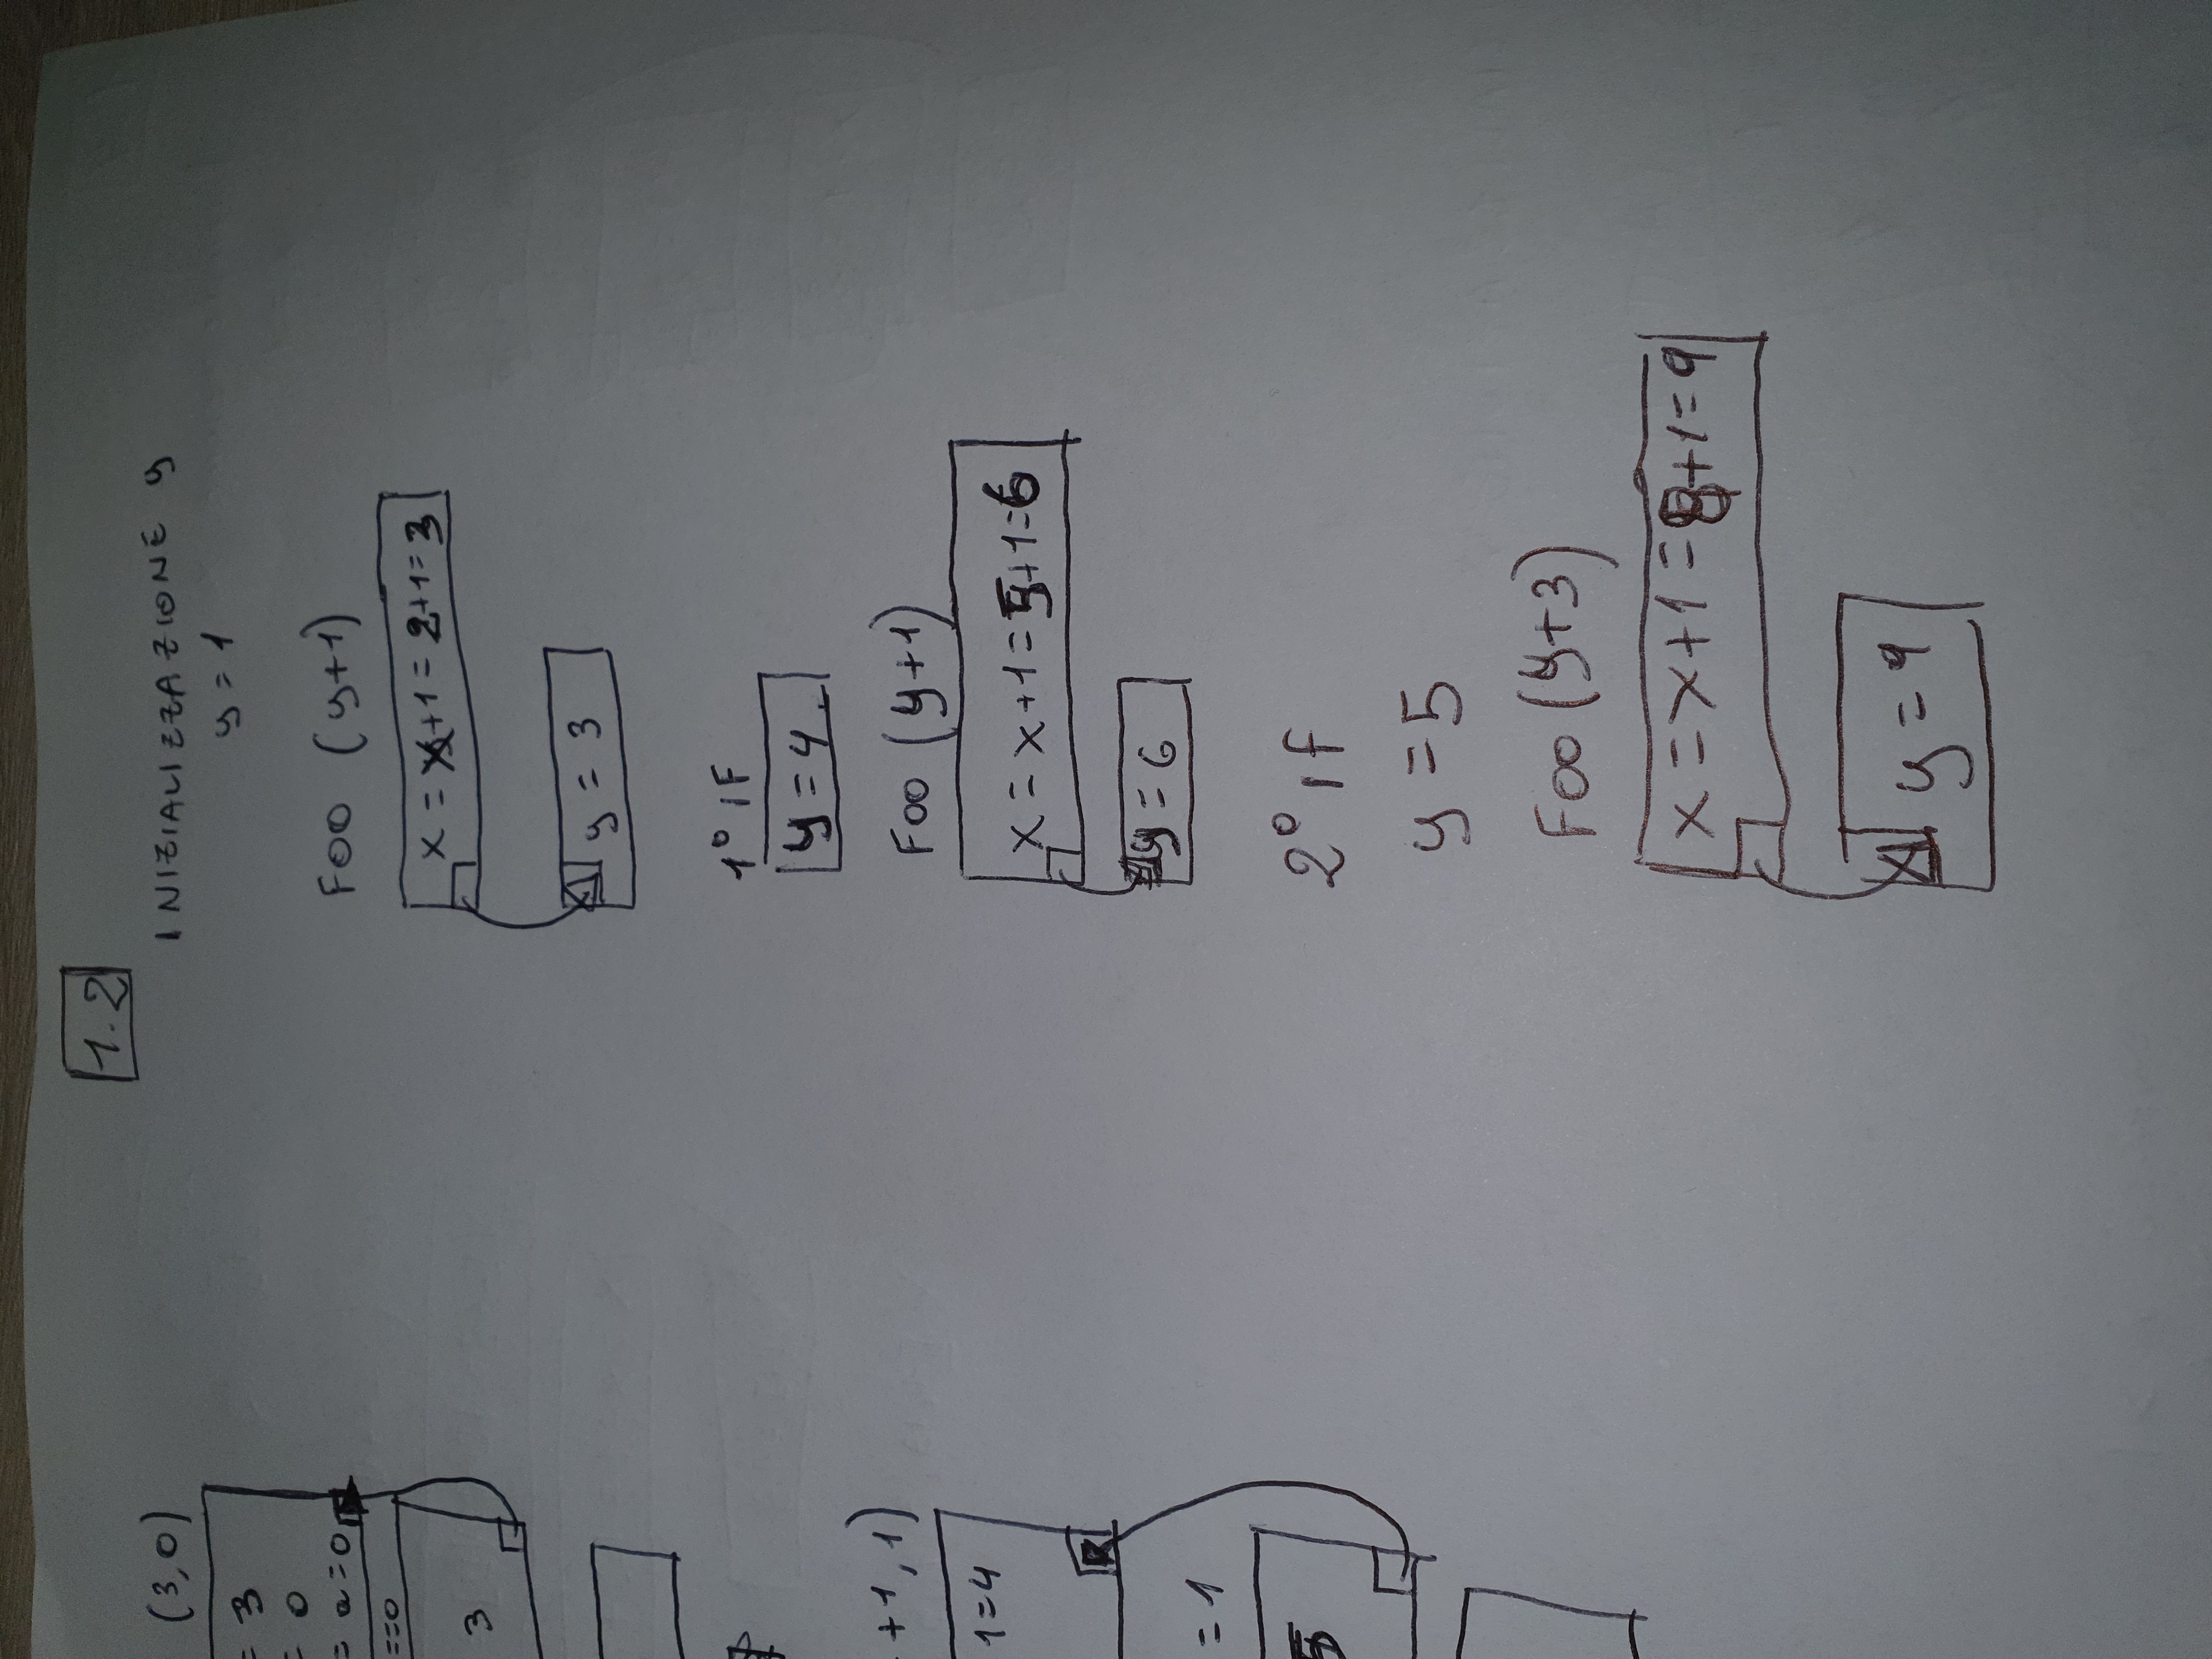 (3,0)
= 3
= 0
= a=0
==0
3
+1,1)
1=4
= 1
5
1.2
INIZIALIZZAZIONE y
y = 1
FOO (y+1)
x = x+1 = 2+1= 3
y = 3
1° IF
y = 4
FOO (y+1)
x = x+1 = 5+1=6
y = 6
2° IF
y = 5
FOO (y+3)
x = x+1 = 8+1= 9
y = 9